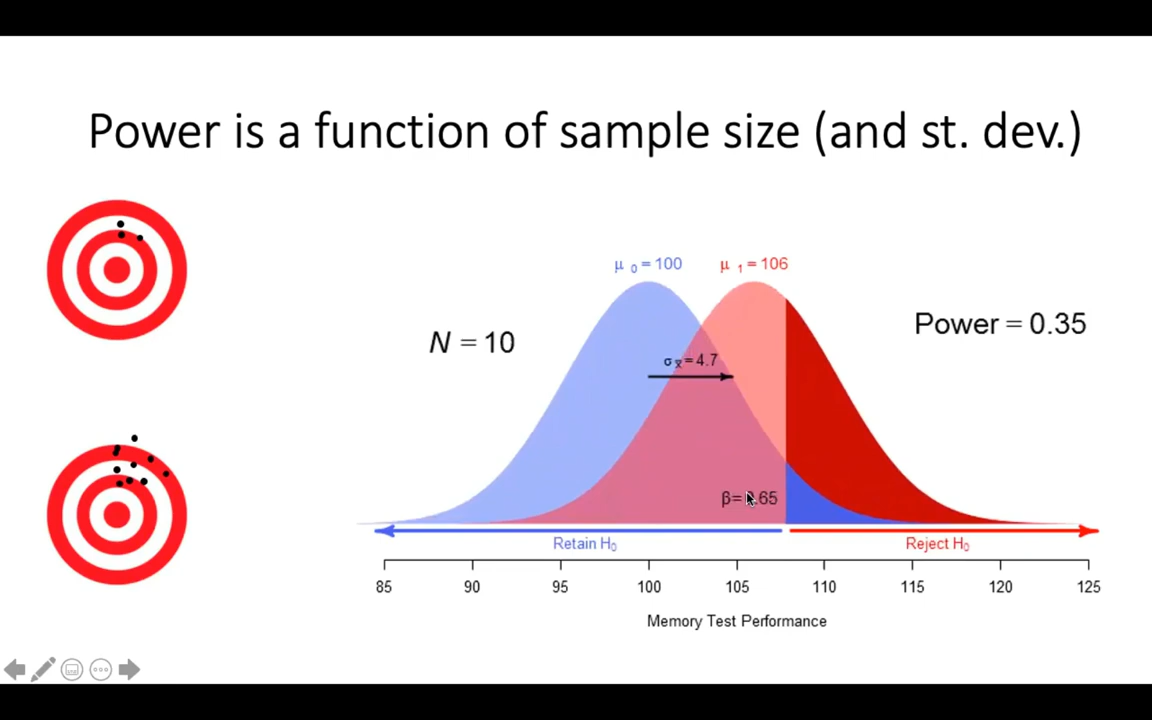 Power is a function of sample size (and st. dev.)
μ 0 = 100
μ 1 = 106
Power = 0.35
N = 10
σx̄ = 4.7
β= .65
Retain H0
Reject H0
85 90 95 100 105 110 115 120 125
Memory Test Performance